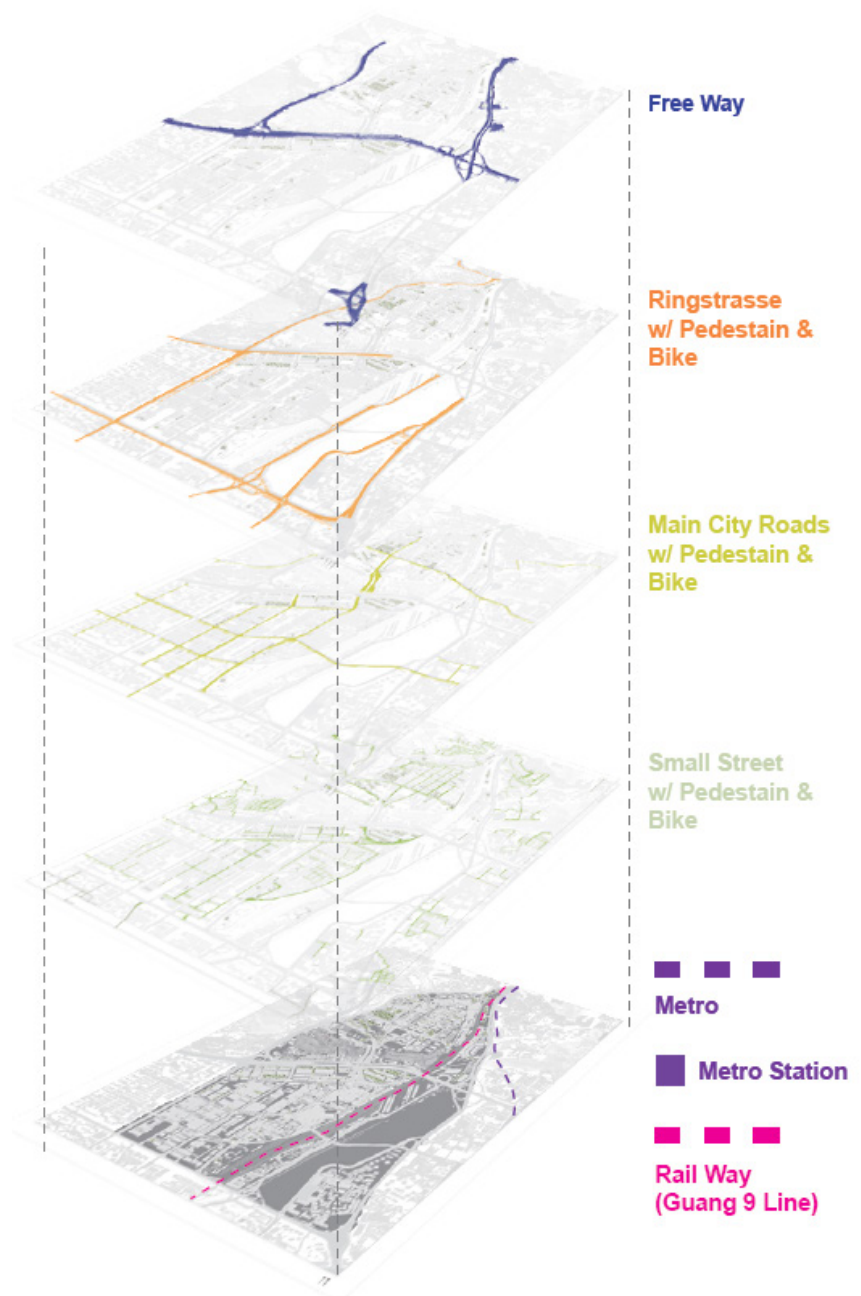 Free Way
Ringstrasse
w/ Pedestain &
Bike
Main City Roads
w/ Pedestain &
Bike
Small Street
w/ Pedestain &
Bike
Metro
Metro Station
Rail Way
(Guang 9 Line)